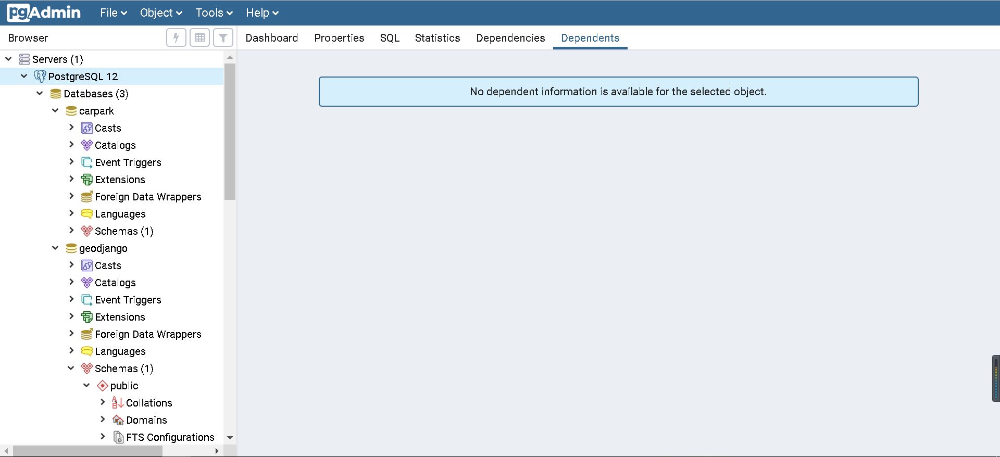 pgAdmin File Object Tools Help
Browser
Dashboard Properties SQL Statistics Dependencies Dependents
Servers (1)
PostgreSQL 12
Databases (3)
carpark
Casts
Catalogs
Event Triggers
Extensions
Foreign Data Wrappers
Languages
Schemas (1)
geodjango
Casts
Catalogs
Event Triggers
Extensions
Foreign Data Wrappers
Languages
Schemas (1)
public
Collations
Domains
FTS Configurations
No dependent information is available for the selected object.